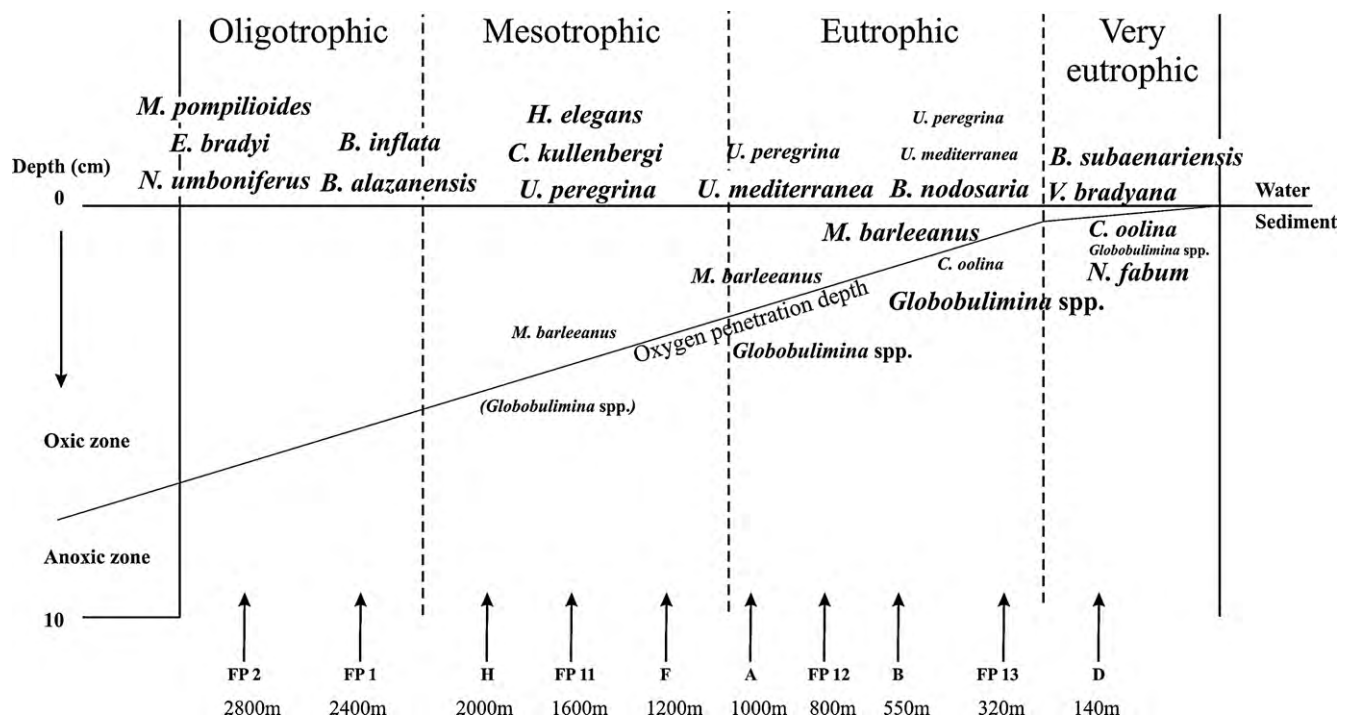 Oligotrophic
Mesotrophic
Eutrophic
Very
eutrophic
M. pompilioides
E. bradyi
N. umboniferus
B. inflata
B. alazanensis
H. elegans
C. kullenbergi
U. peregrina
U. peregrina
U. mediterranea
U. peregrina
U. mediterranea
B. nodosaria
B. subaenariensis
V. bradyana
Depth (cm)
0
Water
Sediment
M. barleeanus
C. oolina
Globobulimina spp.
C. oolina
Globobulimina spp.
N. fabum
M. barleeanus
Oxygen penetration depth
Globobulimina spp.
M. barleeanus
(Globobulimina spp.)
Oxic zone
Anoxic zone
10
FP 2 FP 1 H FP 11 F A FP 12 B FP 13 D
2800m 2400m 2000m 1600m 1200m 1000m 800m 550m 320m 140m